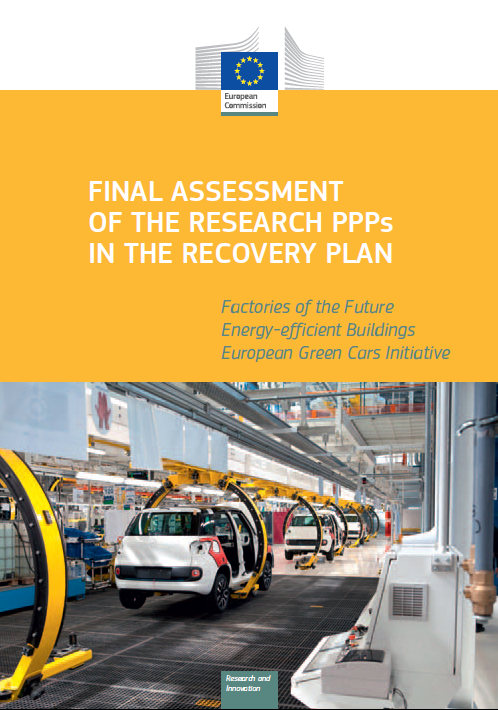 European
Commission
FINAL ASSESSMENT
OF THE RESEARCH PPPs
IN THE RECOVERY PLAN
Factories of the Future
Energy-efficient Buildings
European Green Cars Initiative
Research and
Innovation